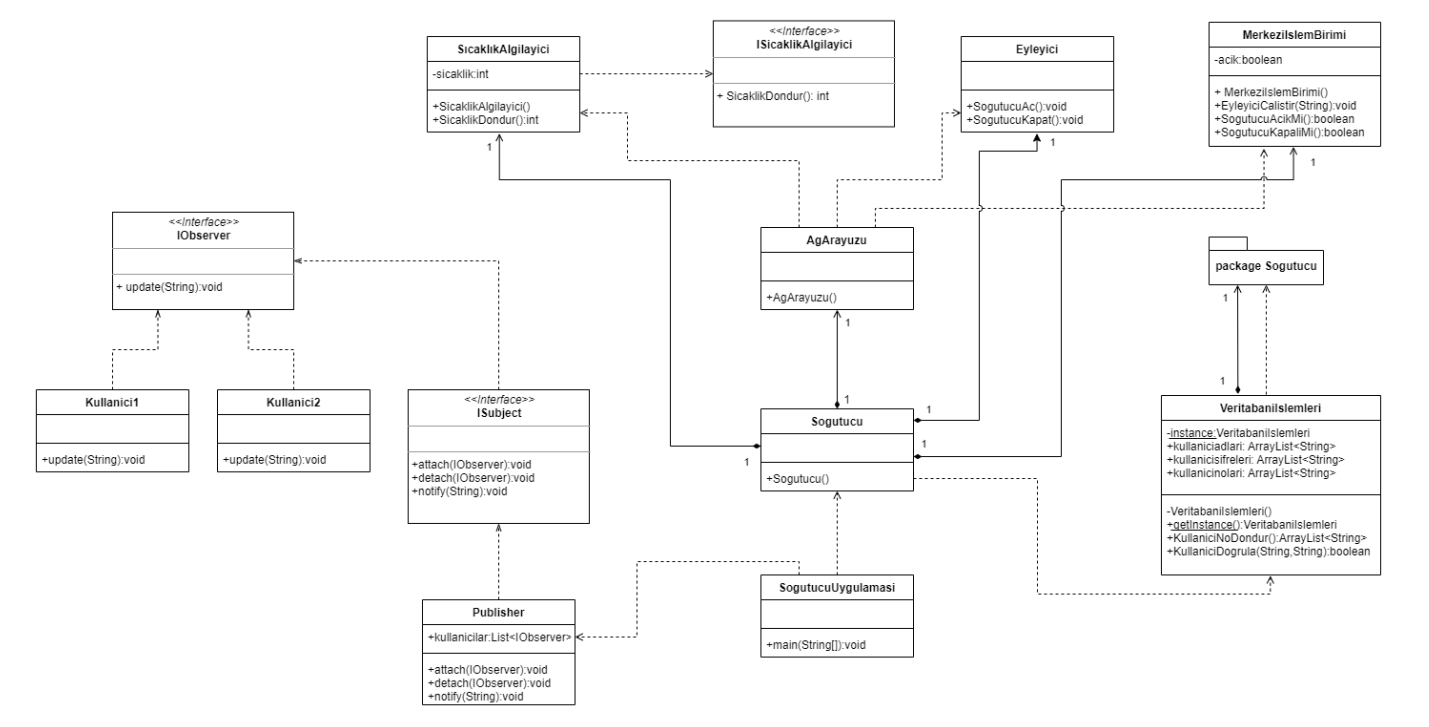 SıcaklıkAlgilayici
-sicaklik:int
+SicaklikAlgilayici()
+SicaklikDondur():int
1
<<Interface>>
ISicaklikAlgilayici
+ SicaklikDondur(): int
Eyleyici
+SogutucuAc():void
+SogutucuKapat():void
1
MerkeziIslemBirimi
-acik:boolean
+ MerkeziIslemBirimi()
+EyleyiciCalistir(String):void
+SogutucuAcikMi():boolean
+SogutucuKapaliMi():boolean
1
<<Interface>>
IObserver
+ update(String):void
AgArayuzu
+AgArayuzu()
1
package Sogutucu
1
Kullanici1
+update(String):void
Kullanici2
+update(String):void
<<Interface>>
ISubject
+attach(IObserver):void
+detach(IObserver):void
+notify(String):void
1
Sogutucu
+Sogutucu()
1
1
1
1
VeritabaniIslemleri
-instance:VeritabaniIslemleri
+kullaniciadlari: ArrayList<String>
+kullanicisifreleri: ArrayList<String>
+kullanicinolari: ArrayList<String>
-VeritabaniIslemleri()
+getInstance():VeritabaniIslemleri
+KullaniciNoDondur():ArrayList<String>
+KullaniciDogrula(String,String):boolean
Publisher
+kullanicilar:List<IObserver>
+attach(IObserver):void
+detach(IObserver):void
+notify(String):void
SogutucuUygulamasi
+main(String[]):void